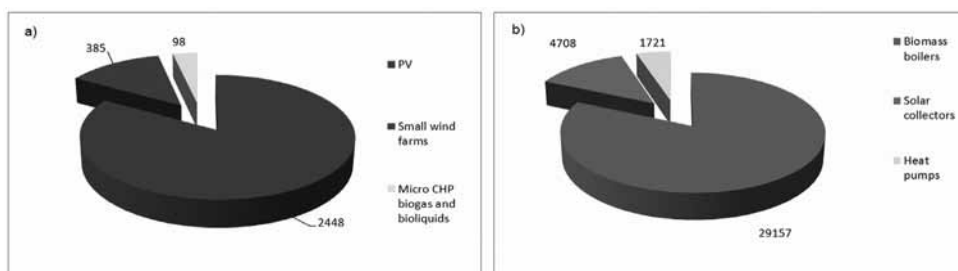 a)
385
98
2448
PV
Small wind
farms
Micro CHP
biogas and
bioliquids
b)
4708
1721
29157
Biomass
boilers
Solar
collectors
Heat
pumps